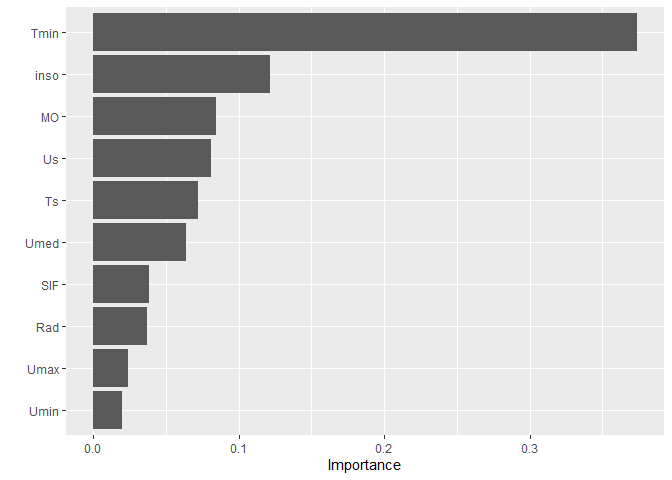 Tmin
inso
MO
Us
Ts
Umed
SIF
Rad
Umax
Umin
0.0 0.1 0.2 0.3
Importance